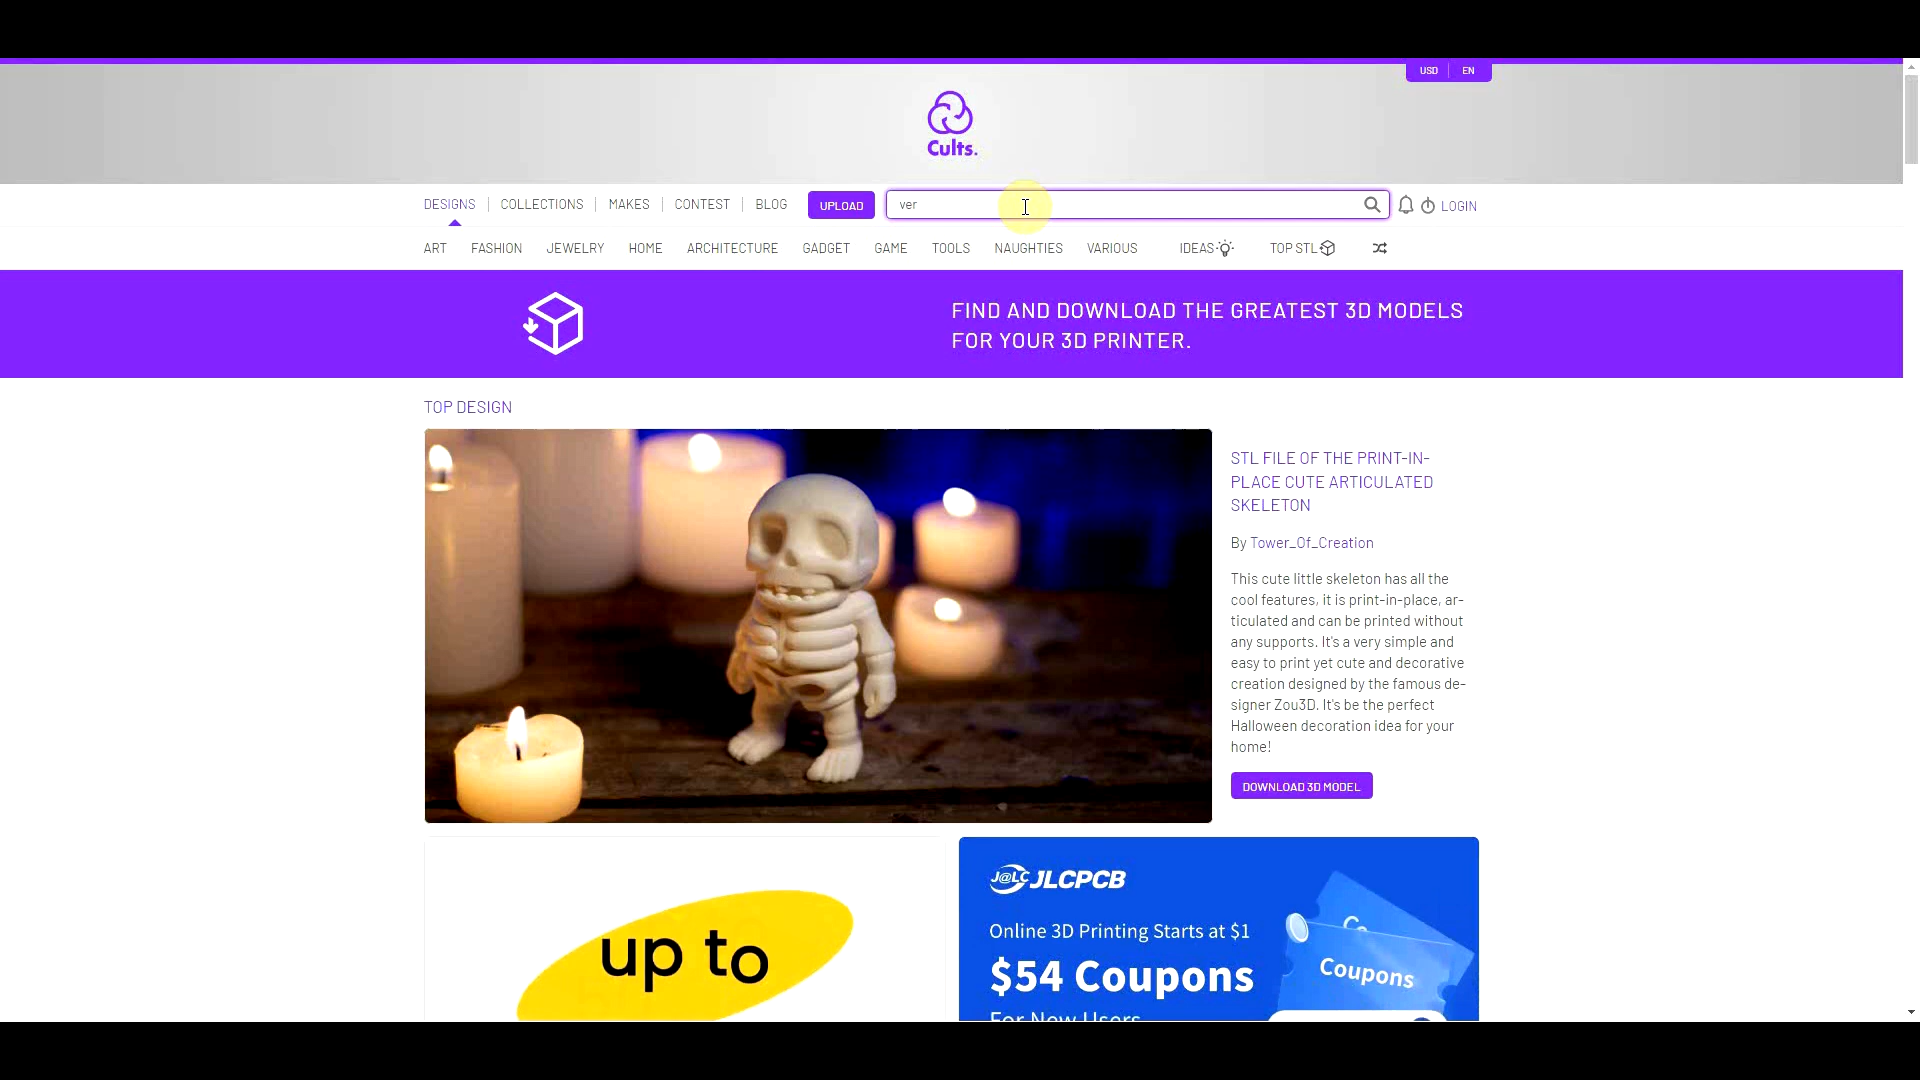 USD EN
Cults.
DESIGNS COLLECTIONS MAKES CONTEST BLOG UPLOAD ver LOGIN
ART FASHION JEWELRY HOME ARCHITECTURE GADGET GAME TOOLS NAUGHTIES VARIOUS IDEAS TOP STL
FIND AND DOWNLOAD THE GREATEST 3D MODELS
FOR YOUR 3D PRINTER.
TOP DESIGN
STL FILE OF THE PRINT-IN-
PLACE CUTE ARTICULATED
SKELETON
By Tower_Of_Creation
This cute little skeleton has all the
cool features, it is print-in-place, ar-
ticulated and can be printed without
any supports. It's a very simple and
easy to print yet cute and decorative
creation designed by the famous de-
signer Zou3D. It's be the perfect
Halloween decoration idea for your
home!
DOWNLOAD 3D MODEL
up to
J@LC JLCPCB
Online 3D Printing Starts at $1
$54 Coupons
For New Users
Coupons